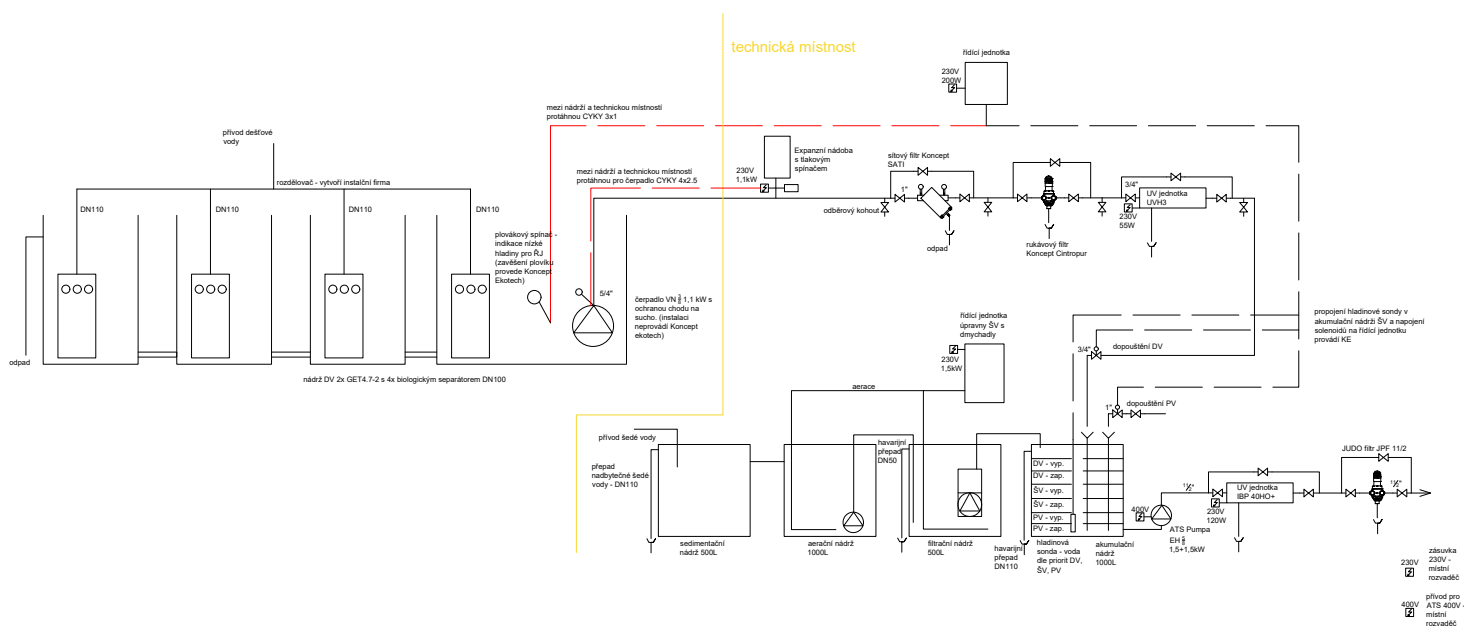 technická místnost
řídící jednotka
230V
200W
mezi nádrží a technickou místností
protáhnou CYKY 3x1
přívod dešťové
vody
rozdělovač - vytvoří instalční firma
DN110
DN110
DN110
DN110
mezi nádrží a technickou místností
protáhnou pro čerpadlo CYKY 4x2.5
230V
1,1kW
Expanzní nádoba
s tlakovým
spínačem
sítový filtr Koncept
SATI
1"
odběrový kohout
odpad
rukávový filtr
Koncept Cintropur
3/4"
UV jednotka
UVH3
230V
55W
plovákový spínač -
indikace nízké
hladiny pro ŘJ
(zavěšení plovíku
provede Koncept
Ekotech)
5/4"
čerpadlo VN
1,1 kW s
ochranou chodu na
sucho. (instalaci
neprovádí Koncept
ekotech)
odpad
nádrž DV 2x GET4.7-2 s 4x biologickým separátorem DN100
řídící jednotka
úpravny ŠV s
dmychadly
230V
1,5kW
propojení hladinové sondy v
akumulační nádrži ŠV a napojení
solenoidů na řídící jednotku
provádí KE
3/4"
dopouštění DV
1"
dopouštění PV
aerace
přívod šedé vody
přepad
nadbytečné šedé
vody - DN110
havarijní
přepad
DN50
DV - vyp.
DV - zap.
ŠV - vyp.
ŠV - zap.
PV - vyp.
PV - zap.
sedimentační
nádrž 500L
aerační nádrž
1000L
filtrační nádrž
500L
havarijní
přepad
DN110
hladinová
sonda - voda
dle priorit DV,
ŠV, PV
akumulační
nádrž
1000L
400V
1½"
ATS Pumpa
EH
1,5+1,5kW
UV jednotka
IBP 40HO+
230V
120W
JUDO filtr JPF 11/2
1½"
230V
zásuvka
230V -
místní
rozvaděč
400V
přívod pro
ATS 400V -
místní
rozvaděč